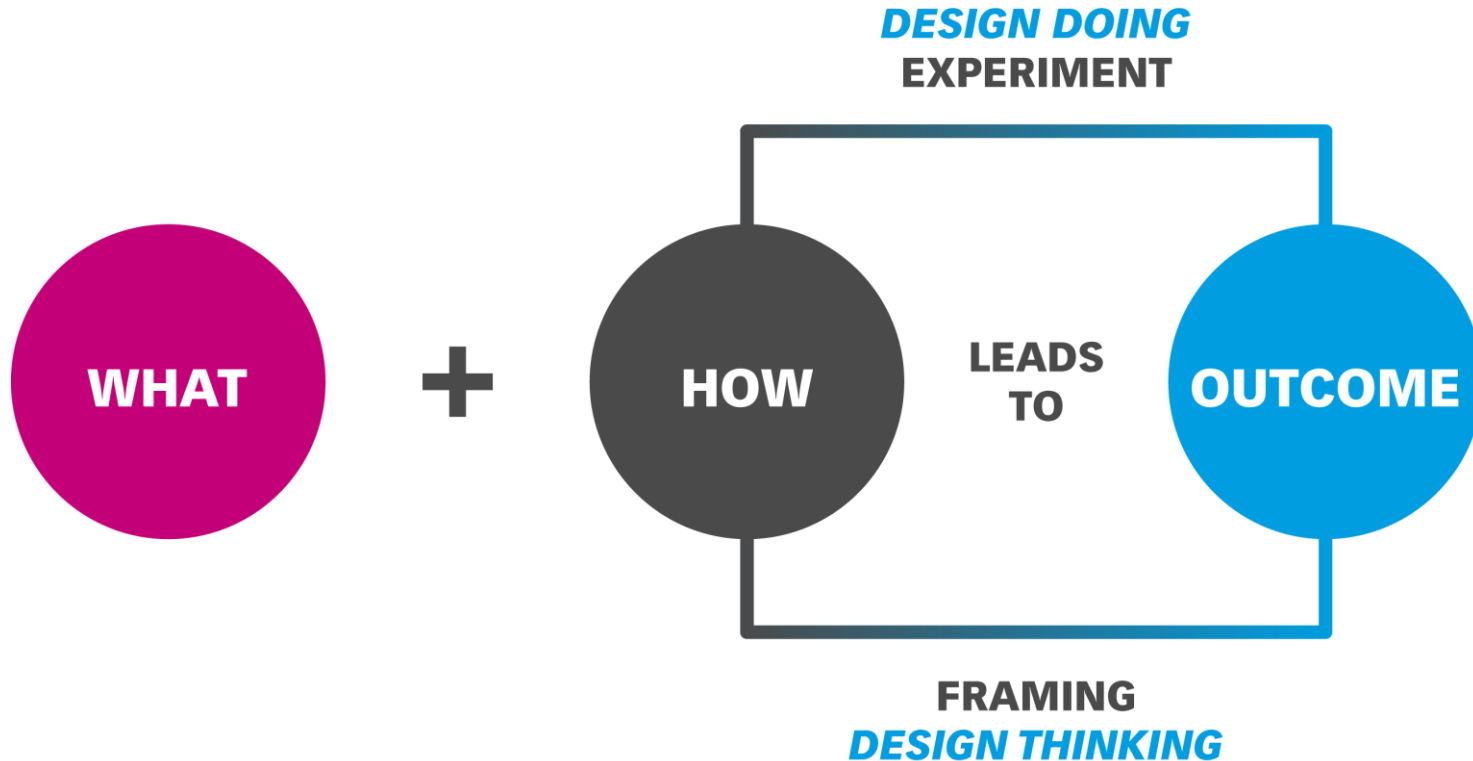 DESIGN DOING
EXPERIMENT
WHAT
+
HOW
LEADS
TO
OUTCOME
FRAMING
DESIGN THINKING